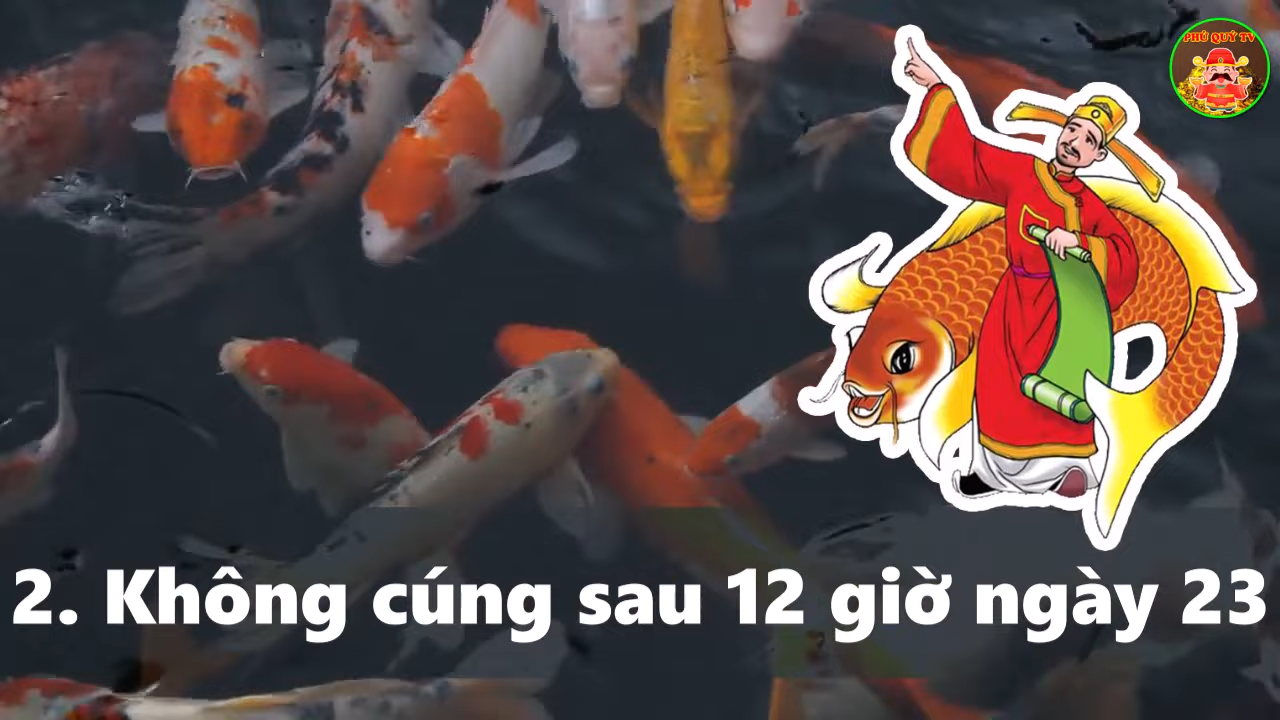 PHÚ QUÝ TV
2. Không cúng sau 12 giờ ngày 23